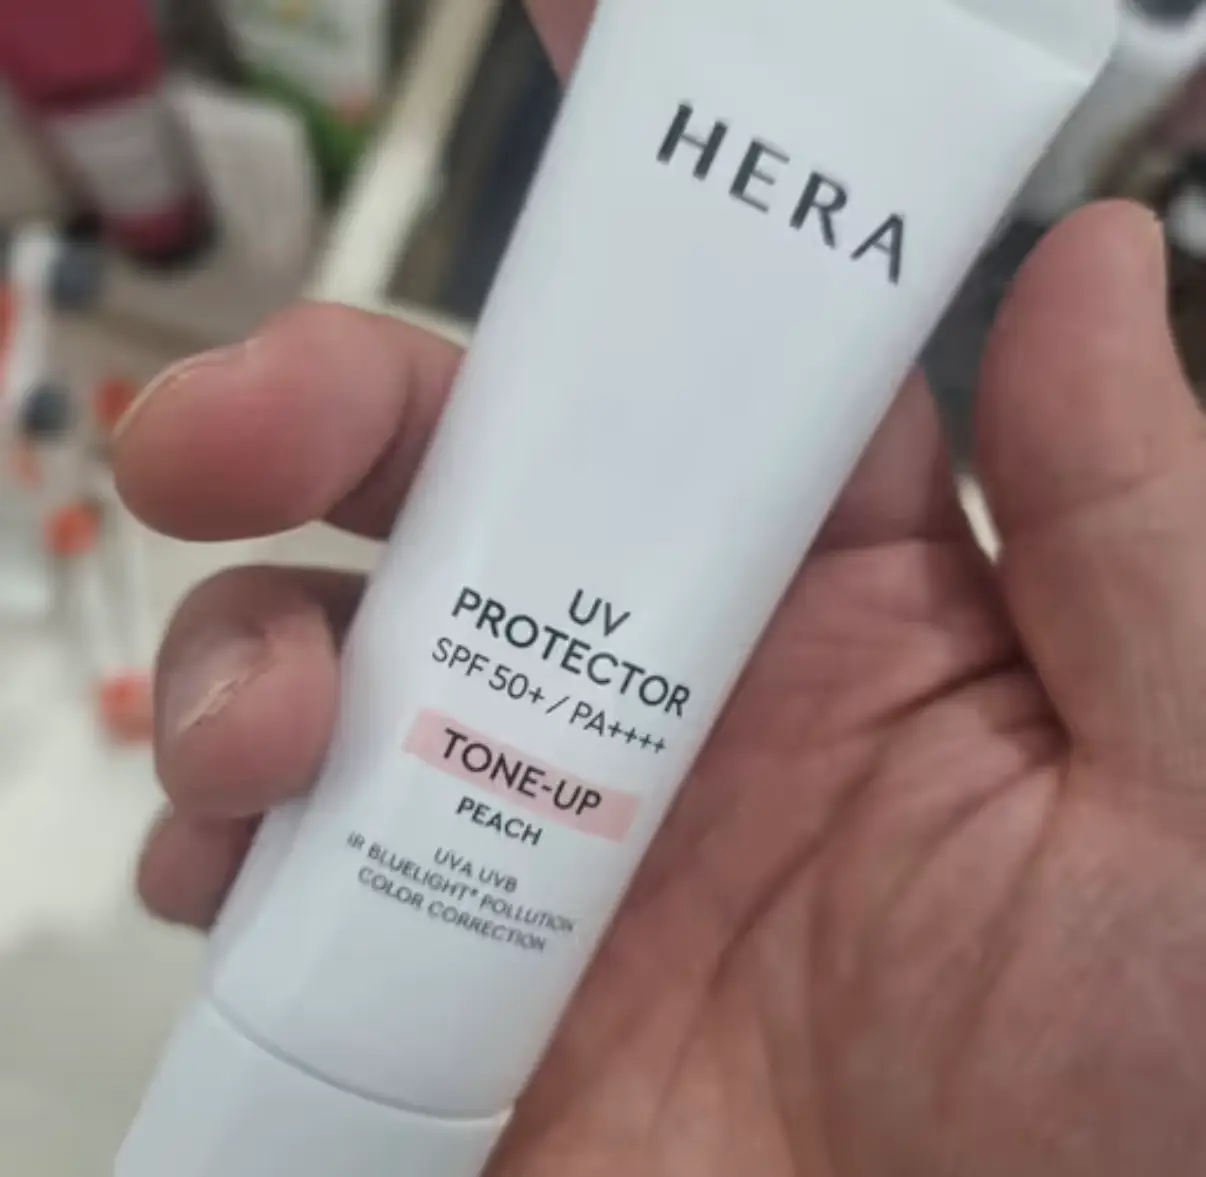 HERA
UV
PROTECTOR
SPF 50+ / PA++++
TONE-UP
PEACH
UVA UVB
IR BLUELIGHT* POLLUTION
COLOR CORRECTION